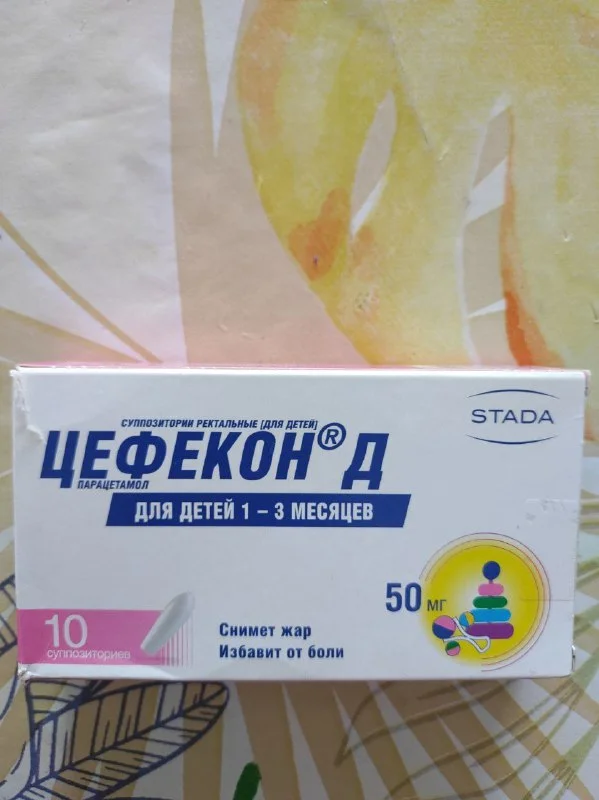 СУППОЗИТОРИИ РЕКТАЛЬНЫЕ [ДЛЯ ДЕТЕЙ]
STADA
ЦЕФЕКОН® Д
ПАРАЦЕТАМОЛ
ДЛЯ ДЕТЕЙ 1 – 3 МЕСЯЦЕВ
50 МГ
10
суппозиториев
Снимет жар
Избавит от боли